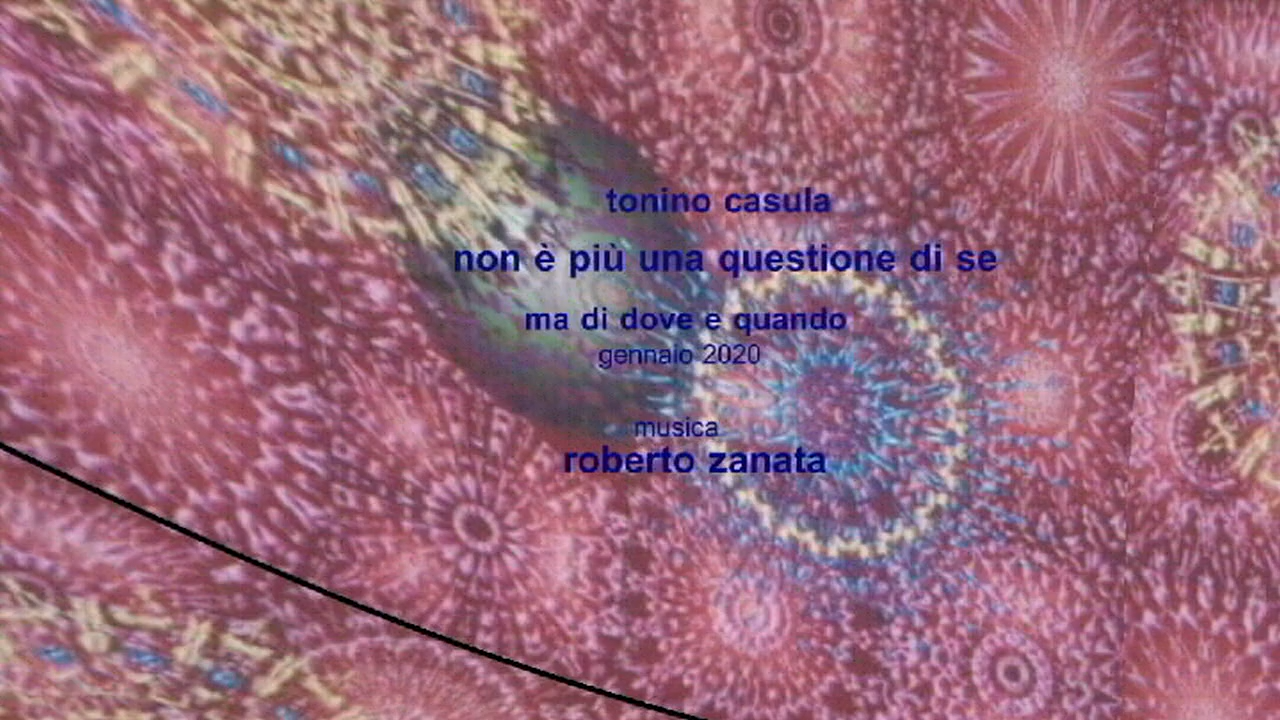 tonino casula
non è più una questione di se
ma di dove e quando
gennaio 2020
musica
roberto zanata